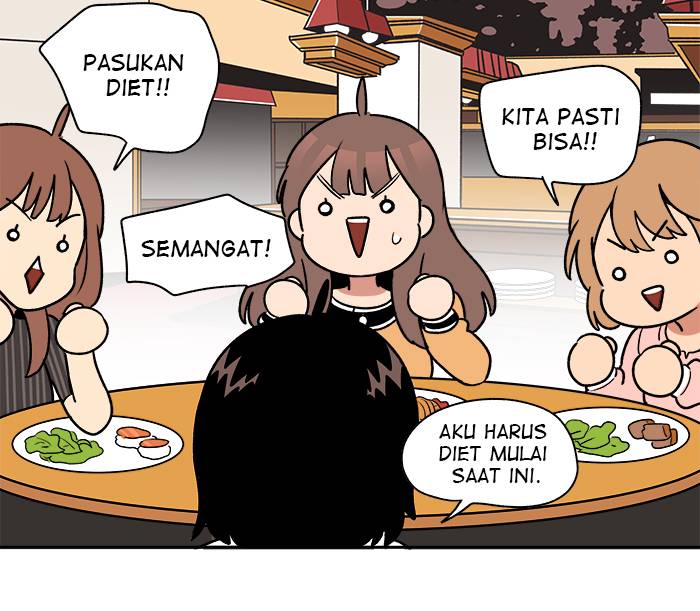 PASUKAN
DIET!!
KITA PASTI
BISA!!
SEMANGAT!
AKU HARUS
DIET MULAI
SAAT INI.